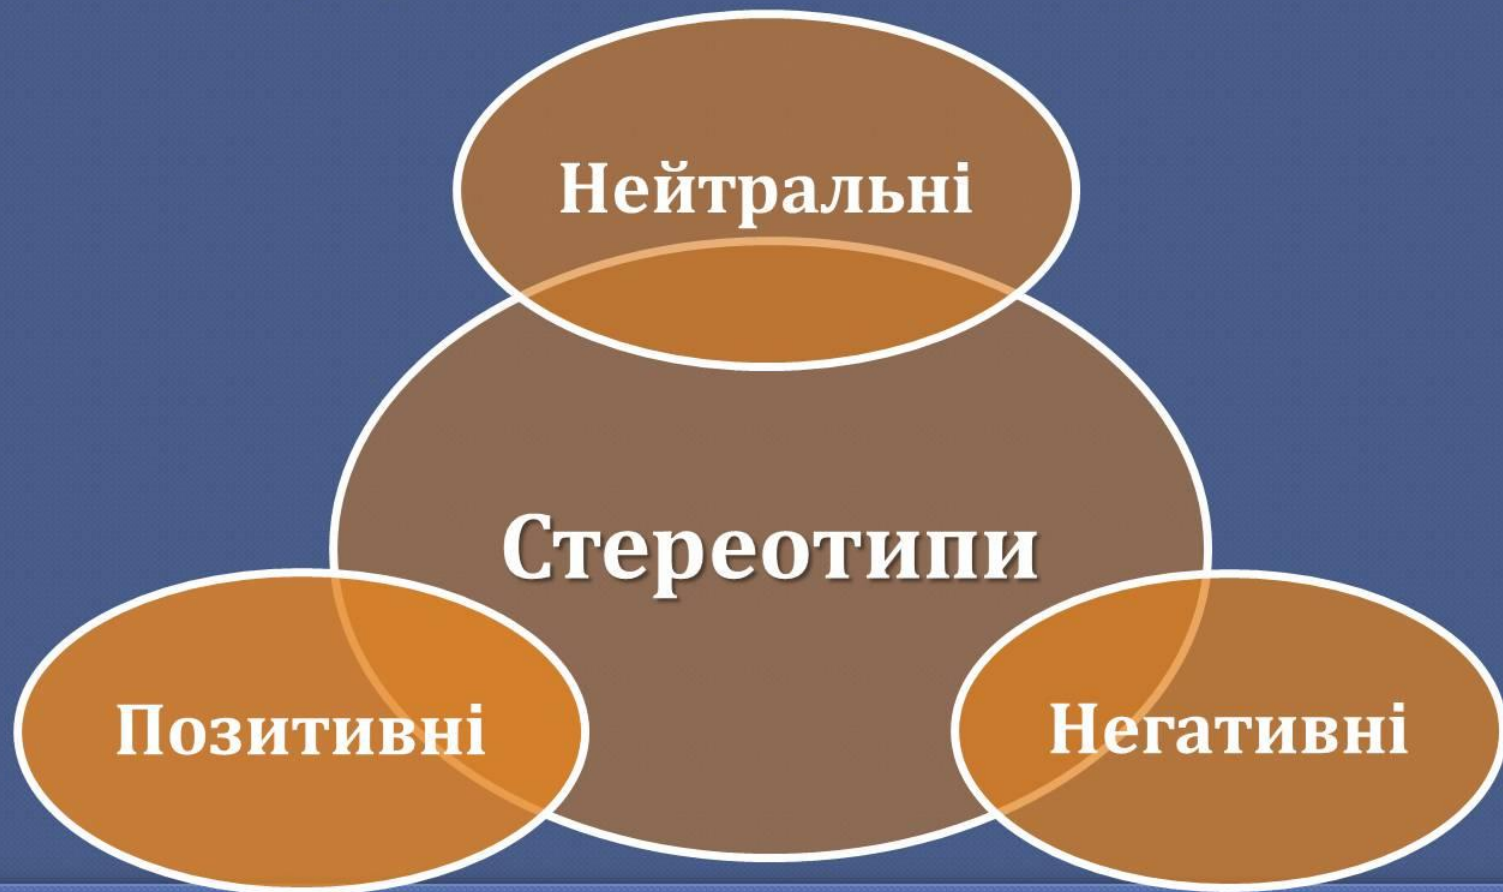 Нейтральні
Стереотипи
Позитивні
Негативні